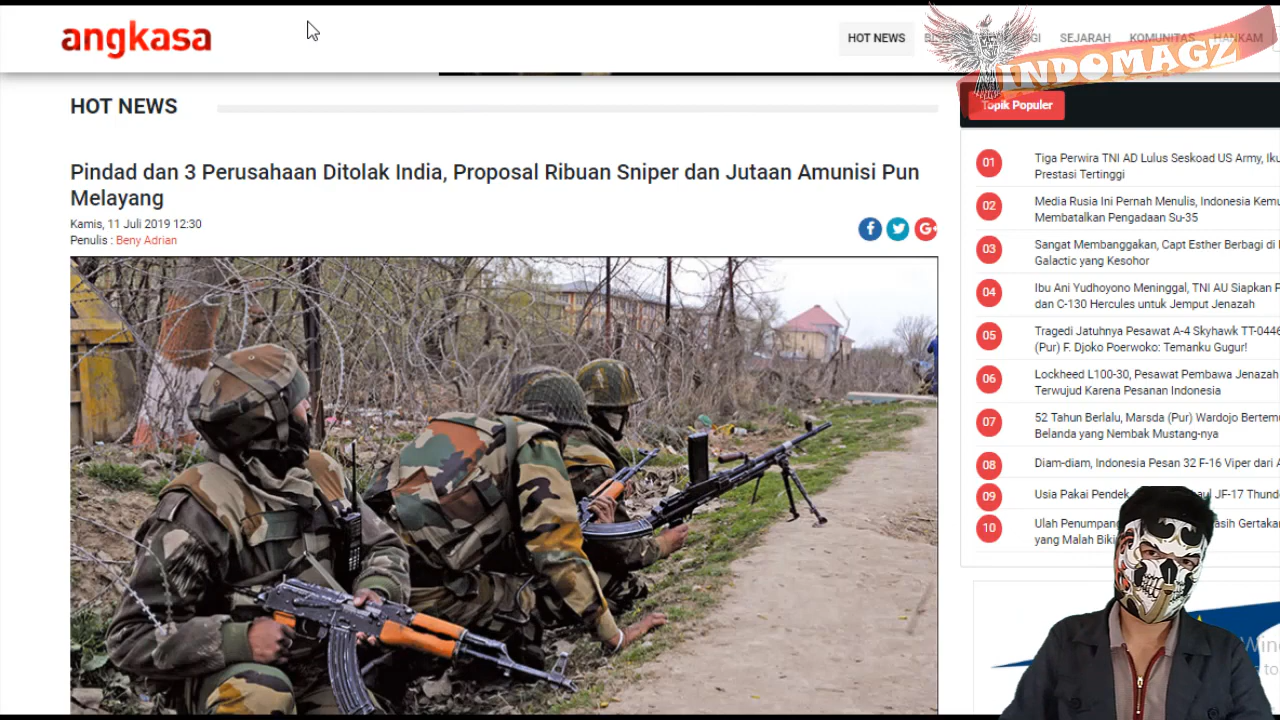 angkasa
HOT NEWS
SEJARAH
KOMUNITAS
HANKAM
INDOMAGZ
HOT NEWS
Pindad dan 3 Perusahaan Ditolak India, Proposal Ribuan Sniper dan Jutaan Amunisi Pun
Melayang
Kamis, 11 Juli 2019 12:30
Penulis : Beny Adrian
Topik Populer
01
Tiga Perwira TNI AD Lulus Seskoad US Army,
Prestasi Tertinggi
02
Media Rusia Ini Pernah Menulis, Indonesia
Membatalkan Pengadaan Su-35
03
Sangat Membanggakan, Capt Esther Berbagi di
Galactic yang Kesohor
04
Ibu Ani Yudhoyono Meninggal, TNI AU Siapkan
dan C-130 Hercules untuk Jemput Jenazah
05
Tragedi Jatuhnya Pesawat A-4 Skyhawk TT-0446
(Pur) F. Djoko Poerwoko: Temanku Gugur!
06
Lockheed L100-30, Pesawat Pembawa Jenazah
Terwujud Karena Pesanan Indonesia
07
52 Tahun Berlalu, Marsda (Pur) Wardojo
Belanda yang Nembak Mustang-nya
08
Diam-diam, Indonesia Pesan 32 F-16 Viper dari
09
Usia Pakai Pendek, JF-17
10
Ulah Gertaka
yang Malah